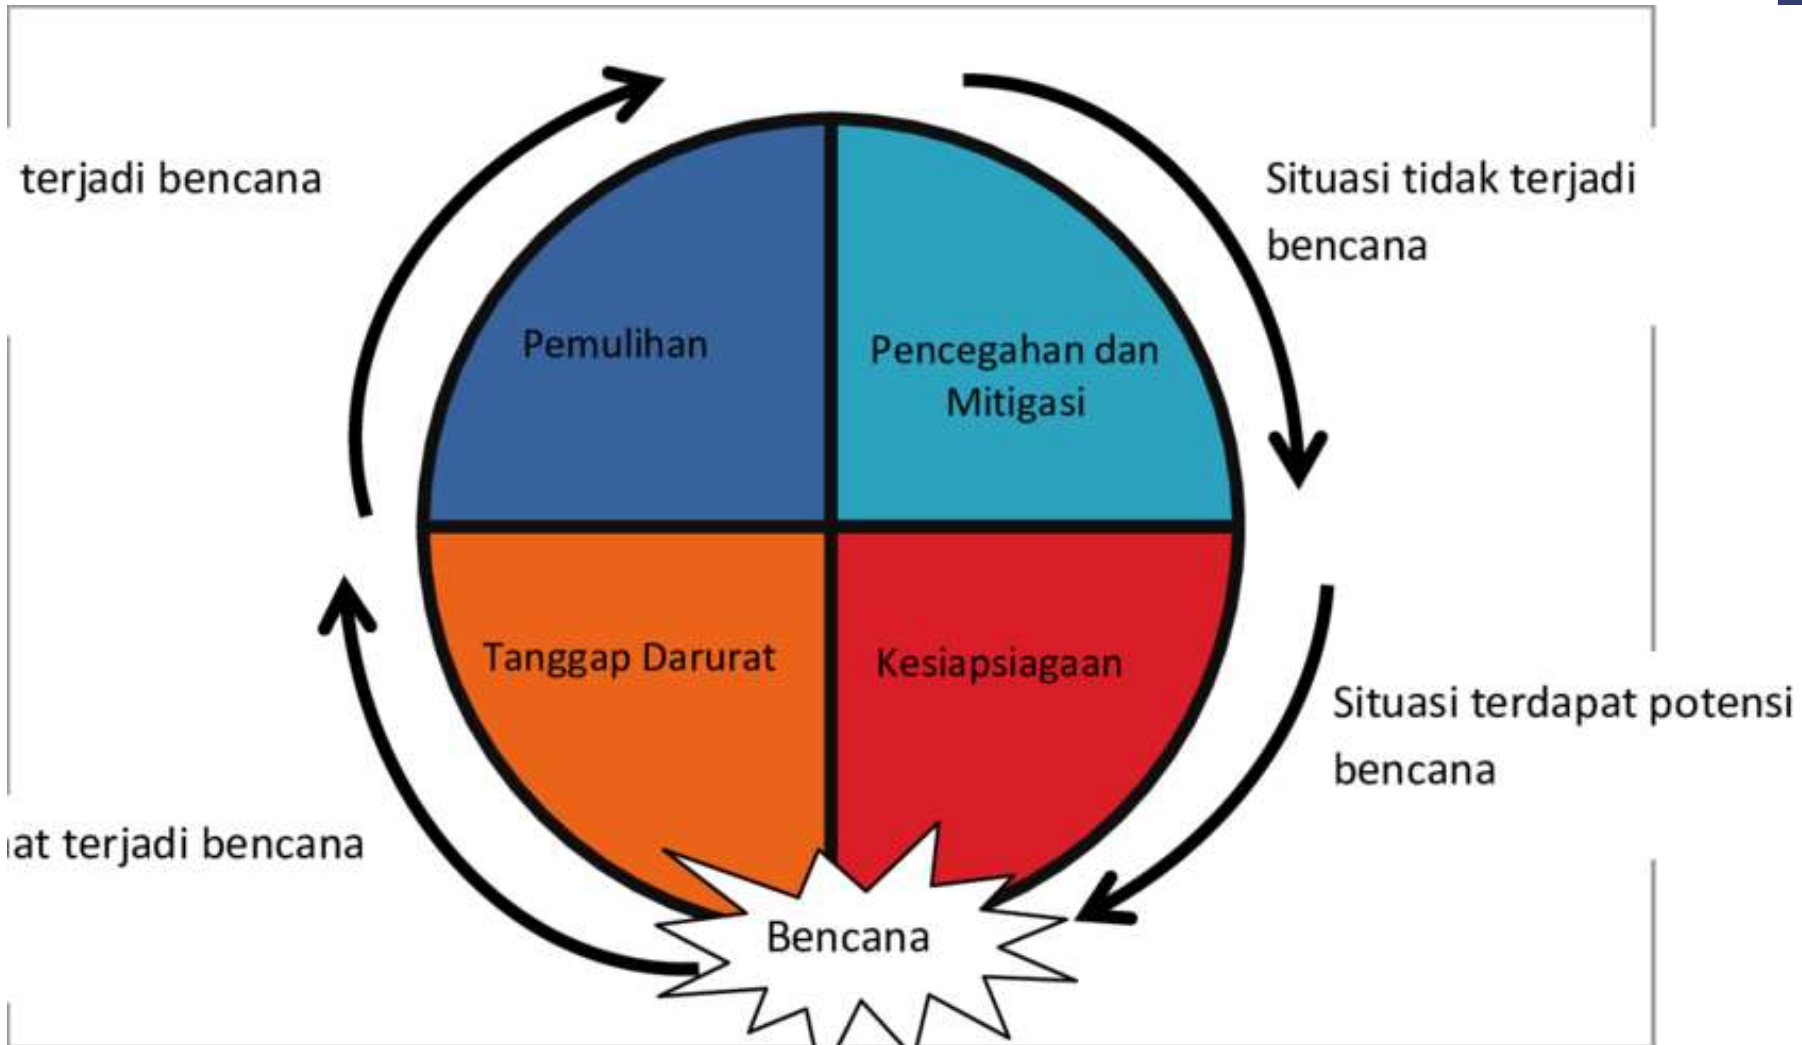 terjadi bencana
Situasi tidak terjadi
bencana
Pemulihan
Pencegahan dan
Mitigasi
Tanggap Darurat
Kesiapsiagaan
Situasi terdapat potensi
bencana
terjadi bencana
Bencana